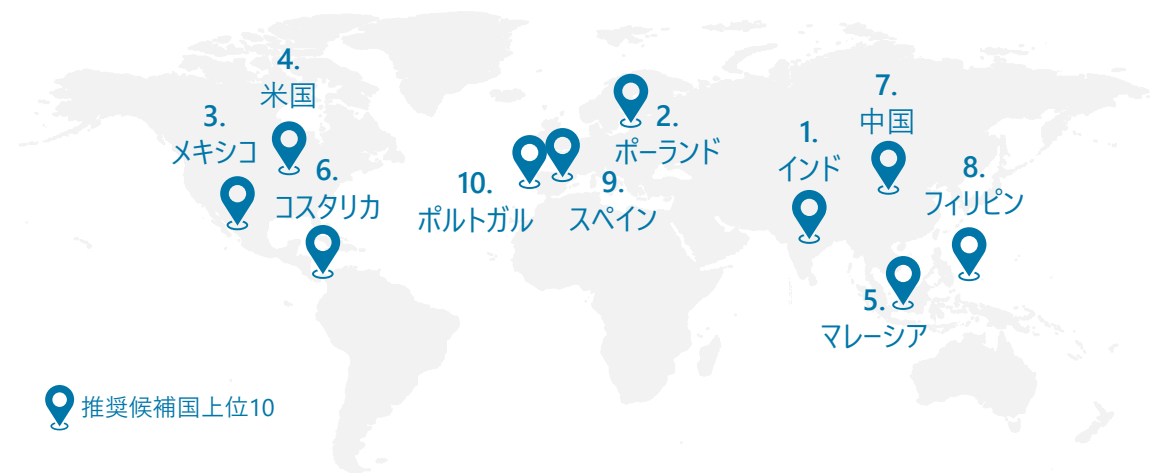 4.
米国
3.
メキシコ
6.
コスタリカ
2.
ポーランド
10.
ポルトガル
9.
スペイン
7.
中国
1.
インド
8.
フィリピン
5.
マレーシア
推奨候補国上位10